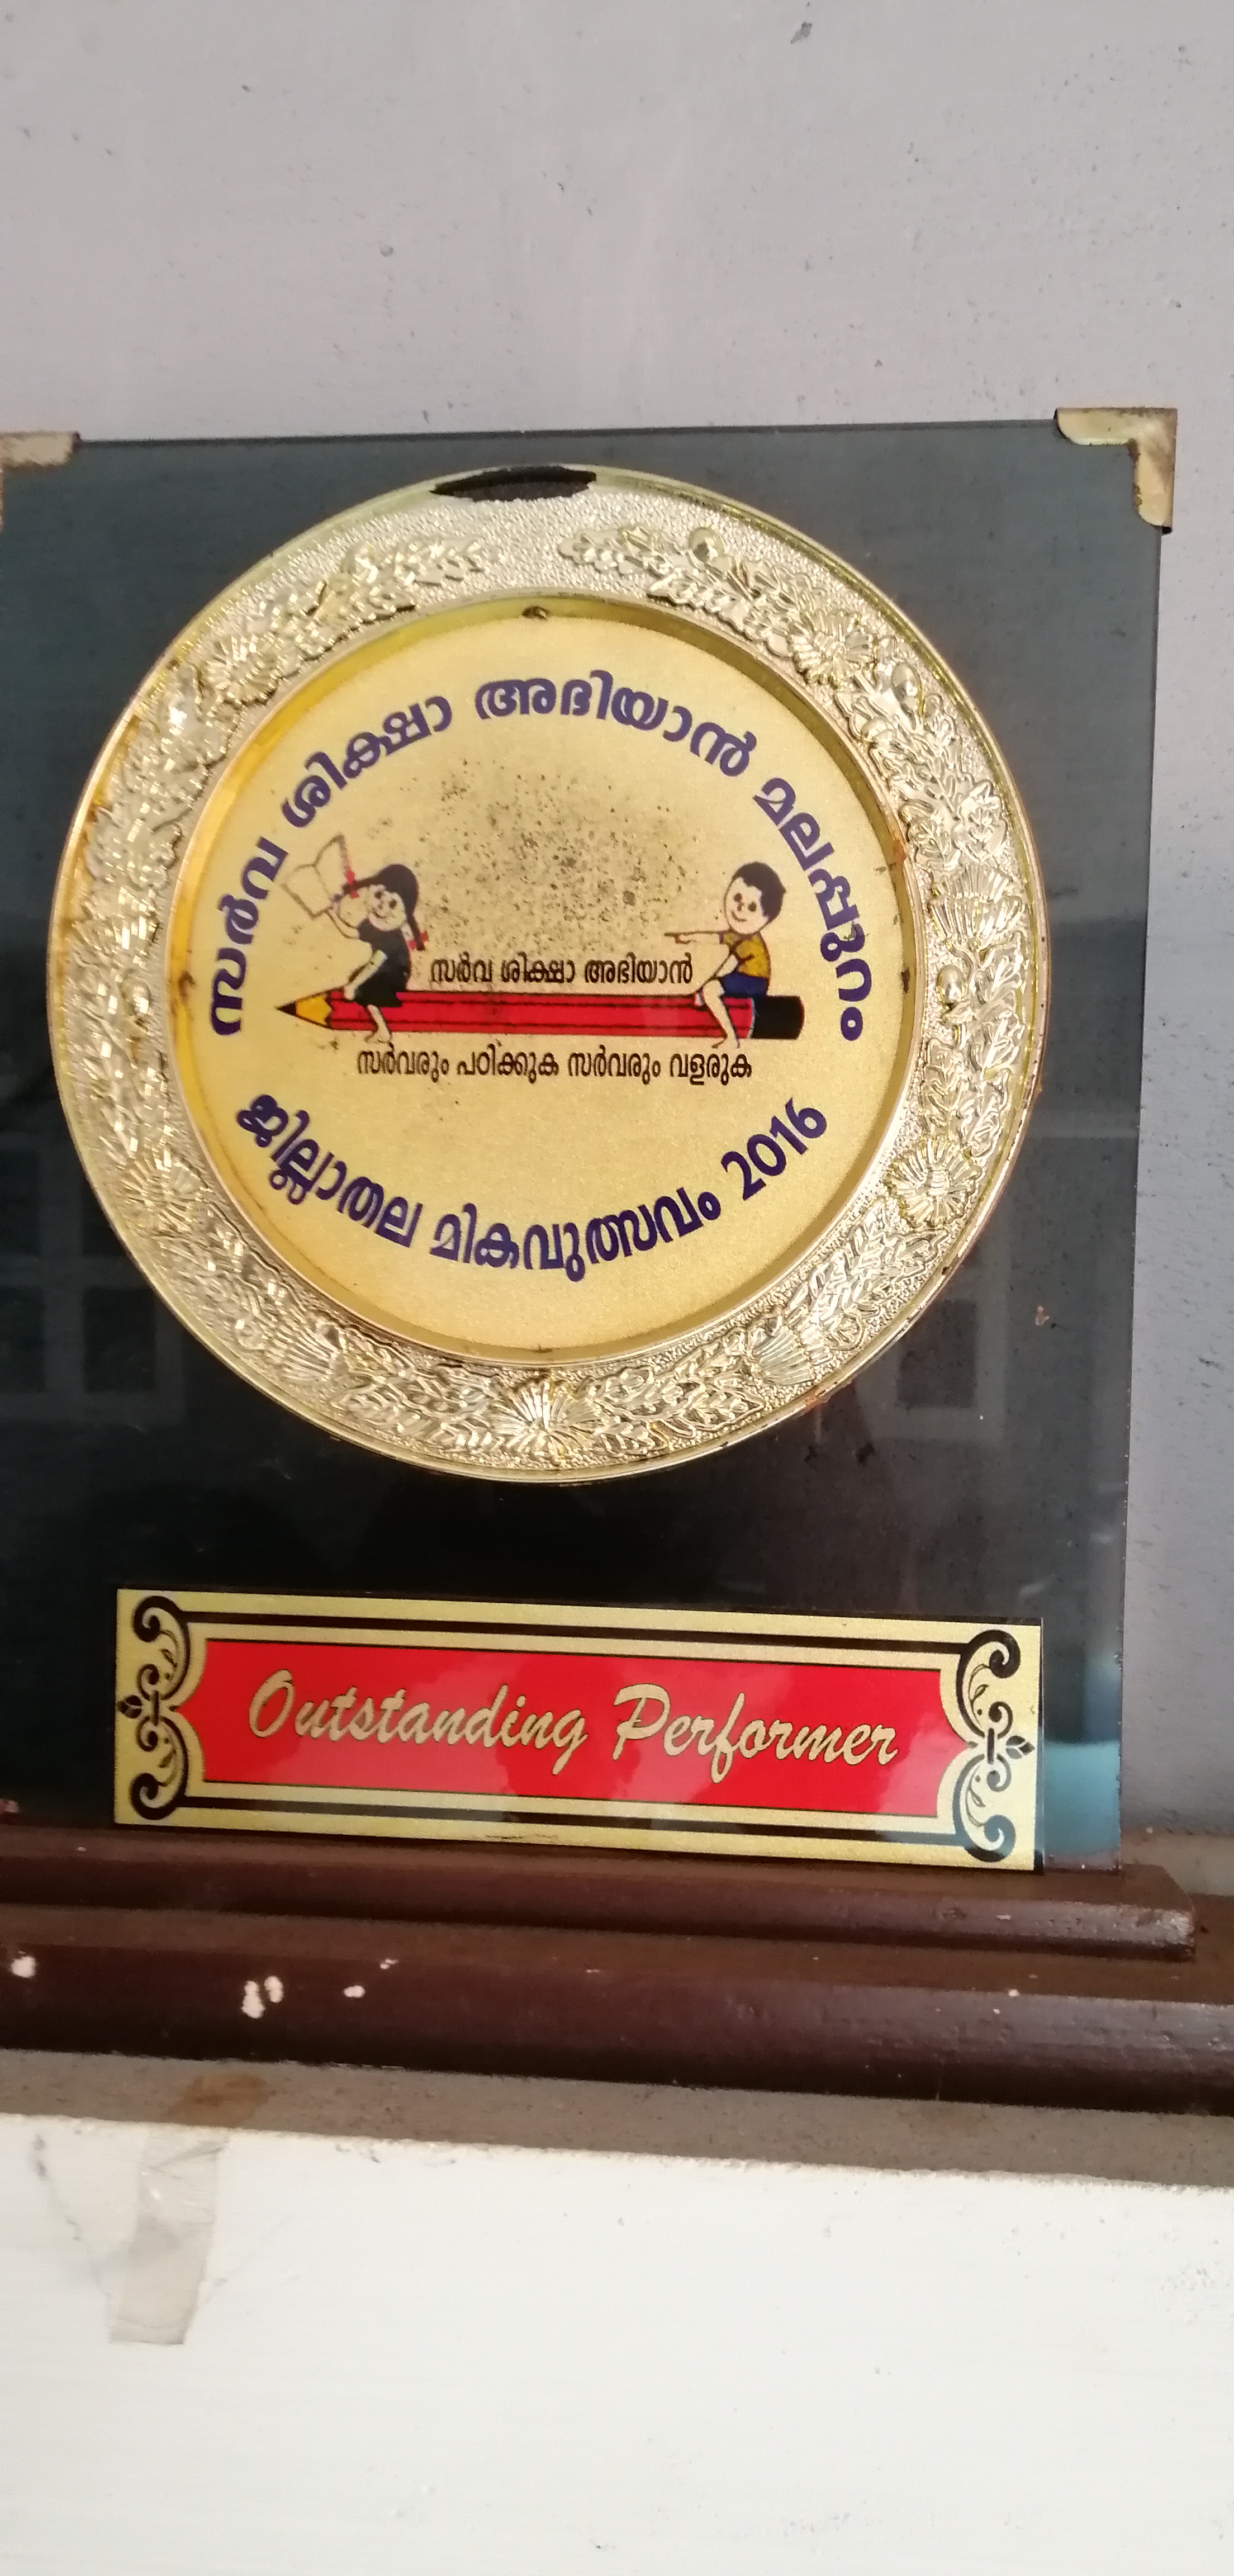 സർവ ശിക്ഷാ അഭിയാൻ മലപ്പുറം
സർവ ശിക്ഷാ അഭിയാൻ
സർവരും പഠിക്കുക സർവരും വളരുക
ജില്ലാതല മികവുത്സവം 2016
Outstanding Performer